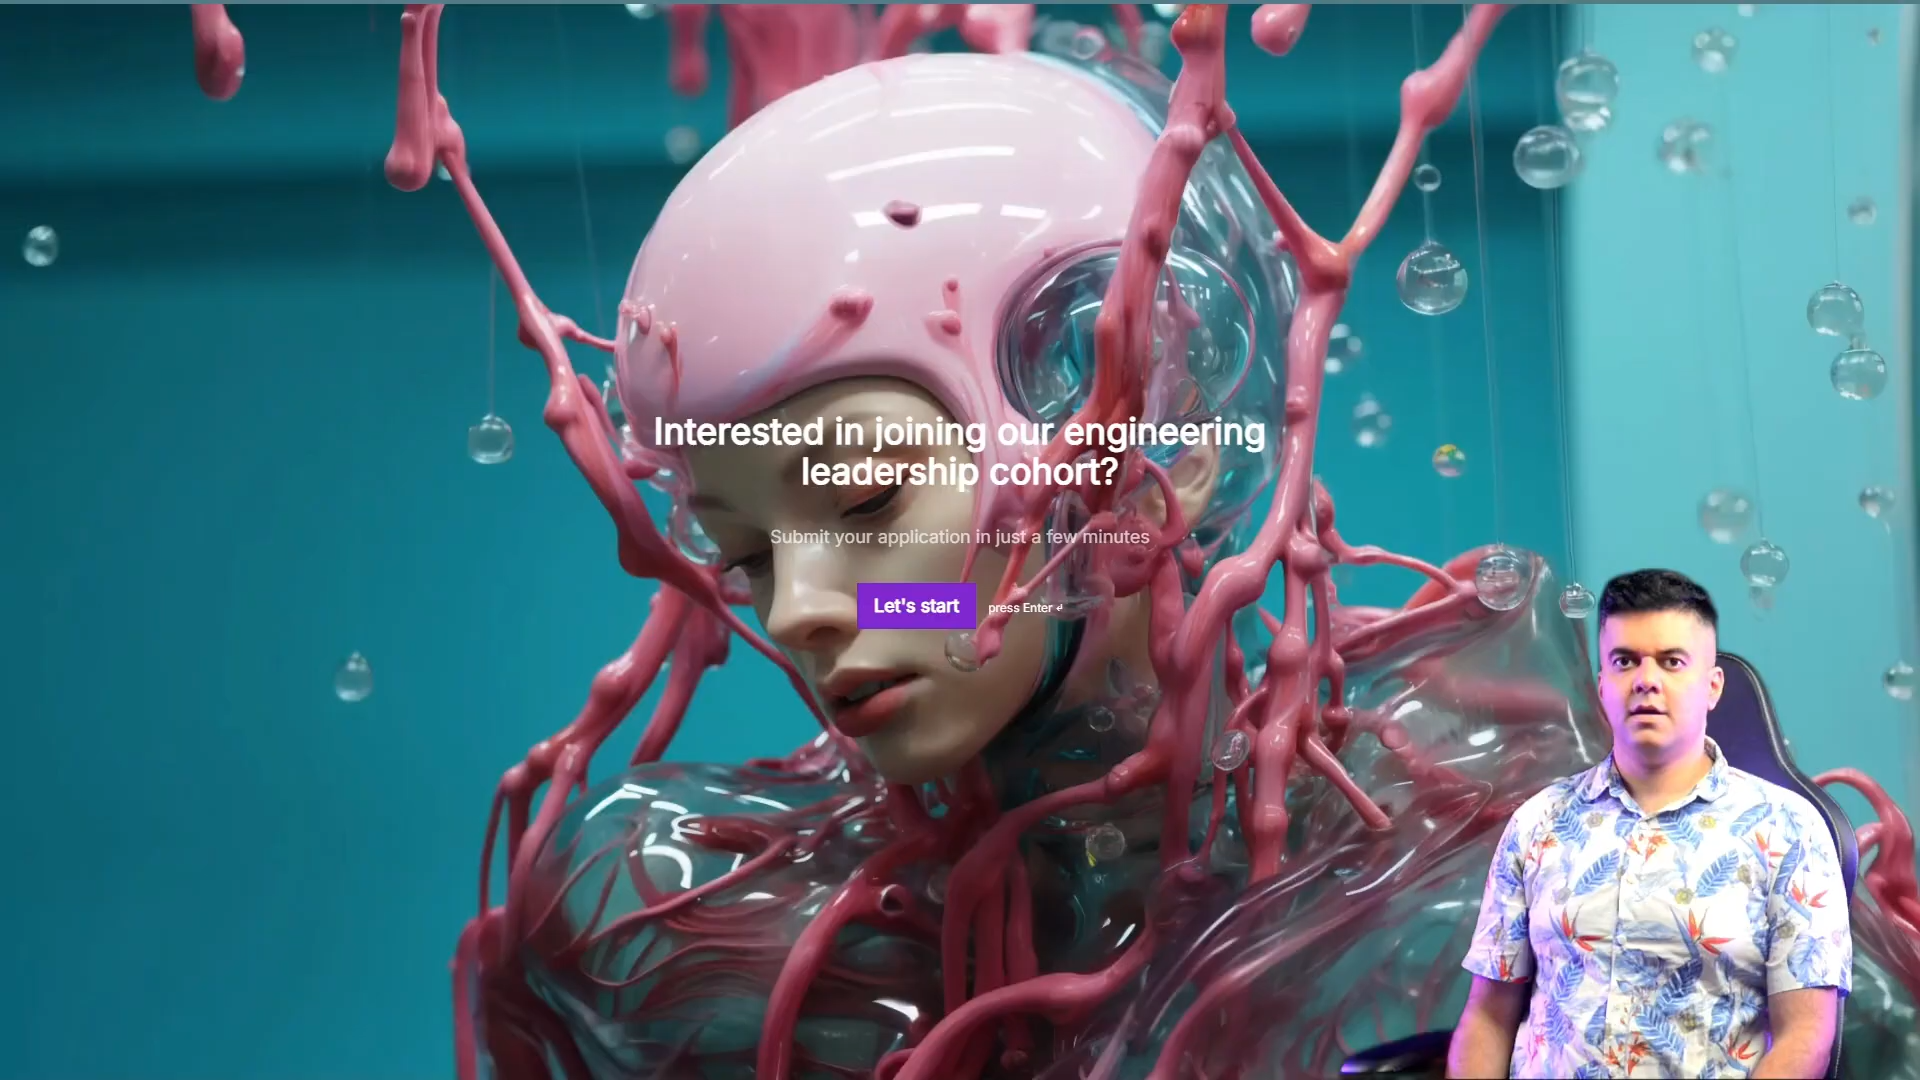 Interested in joining our engineering
leadership cohort?
Submit your application in just a few minutes
Let's start
press Enter ↵